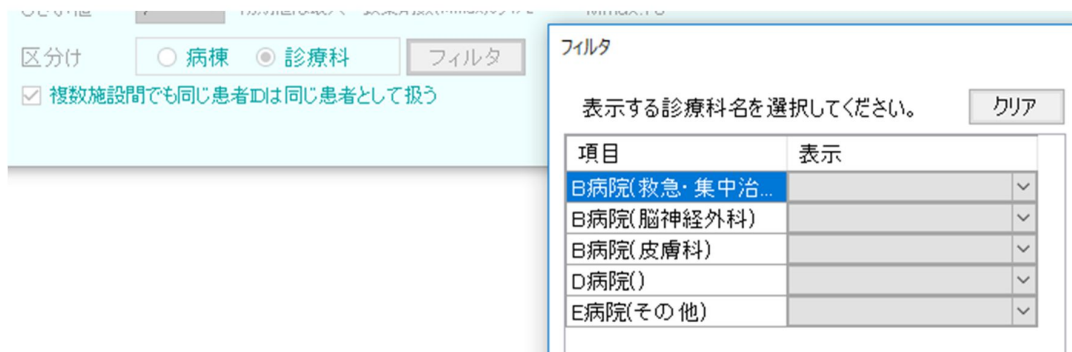 区分け
病棟
診療科
フィルタ
複数施設間でも同じ患者IDは同じ患者として扱う
フィルタ
表示する診療科名を選択してください。
クリア
項目
表示
B病院(救急・集中治...
B病院(脳神経外科)
B病院(皮膚科)
D病院()
E病院(その他)